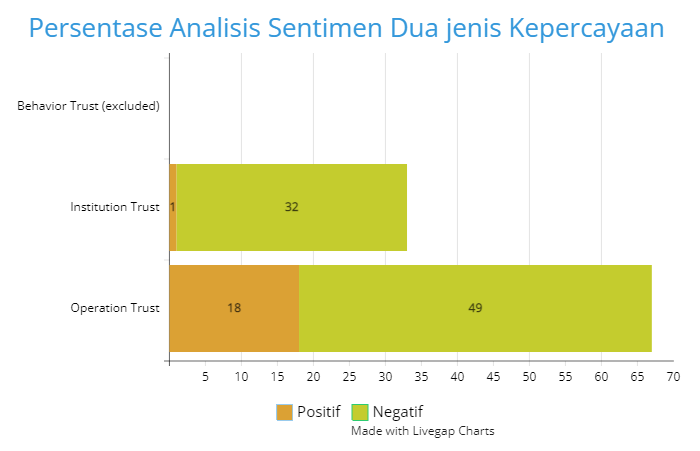 Persentase Analisis Sentimen Dua jenis Kepercayaan
Behavior Trust (excluded)
Institution Trust
1 32
Operation Trust
18 49
5 10 15 20 25 30 35 40 45 50 55 60 65 70
Positif Negatif
Made with Livegap Charts